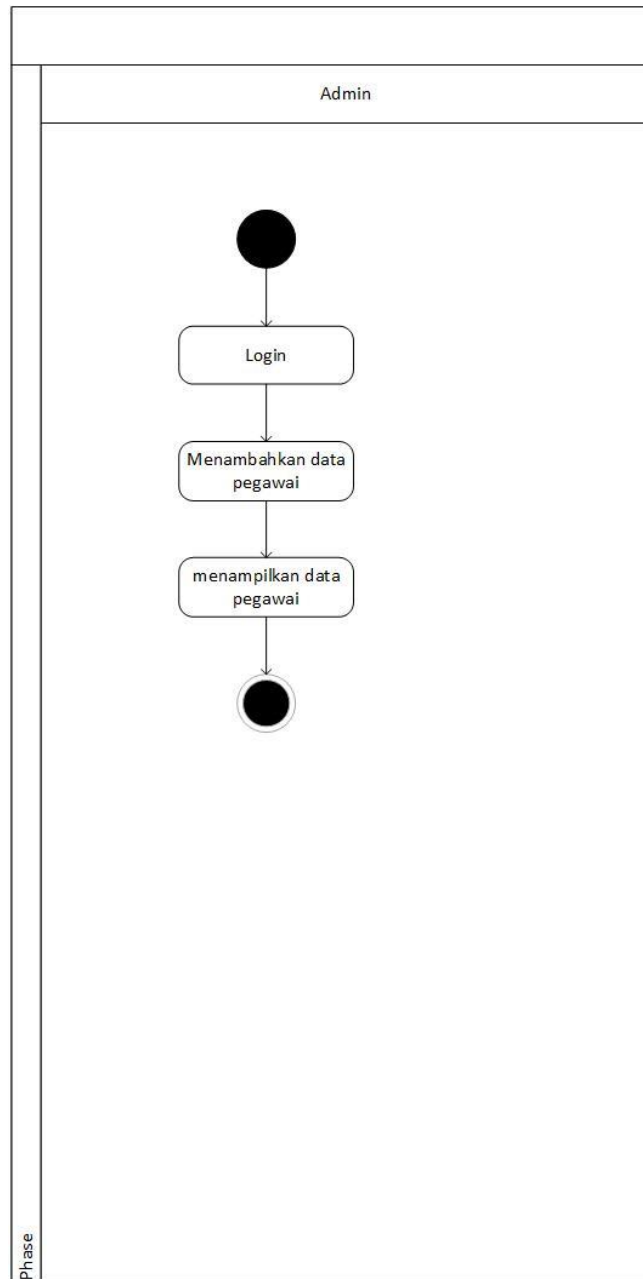 Admin
Login
Menambahkan data
pegawai
menampilkan data
pegawai
Phase